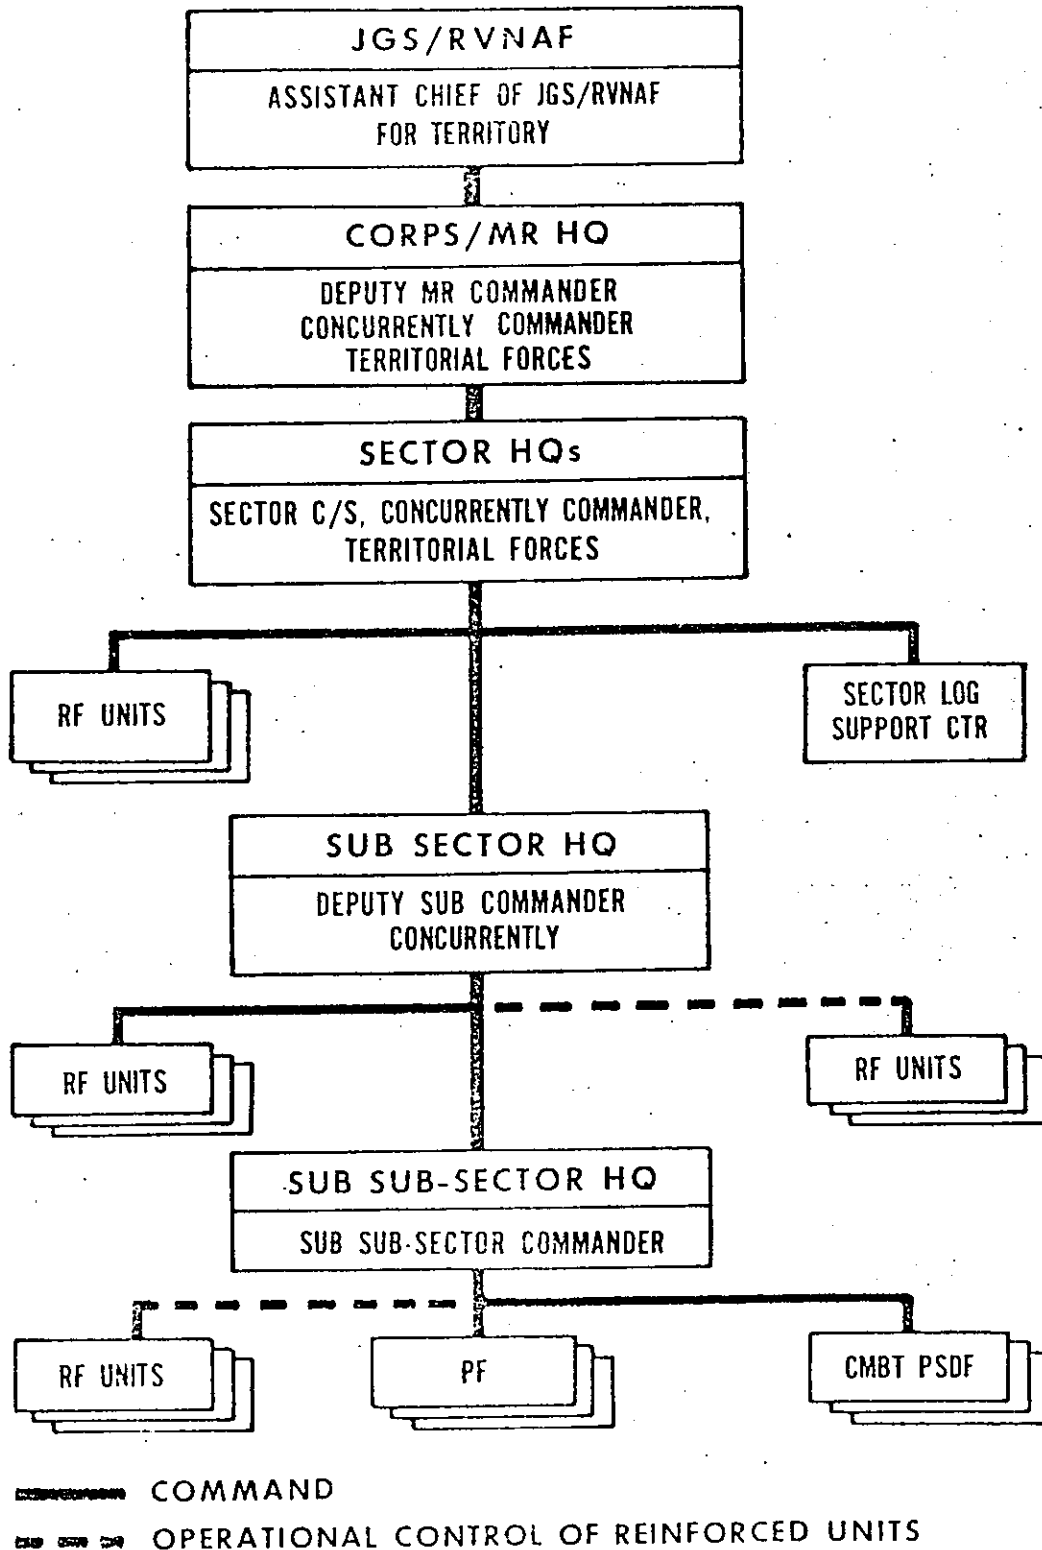 JGS/RVNAF
ASSISTANT CHIEF OF JGS/RVNAF
FOR TERRITORY
CORPS/MR HQ
DEPUTY MR COMMANDER
CONCURRENTLY COMMANDER
TERRITORIAL FORCES
SECTOR HQs
SECTOR C/S, CONCURRENTLY COMMANDER,
TERRITORIAL FORCES
RF UNITS
SECTOR LOG
SUPPORT CTR
SUB SECTOR HQ
DEPUTY SUB COMMANDER
CONCURRENTLY
RF UNITS
RF UNITS
SUB SUB-SECTOR HQ
SUB SUB-SECTOR COMMANDER
RF UNITS
PF
CMBT PSDF
COMMAND
OPERATIONAL CONTROL OF REINFORCED UNITS